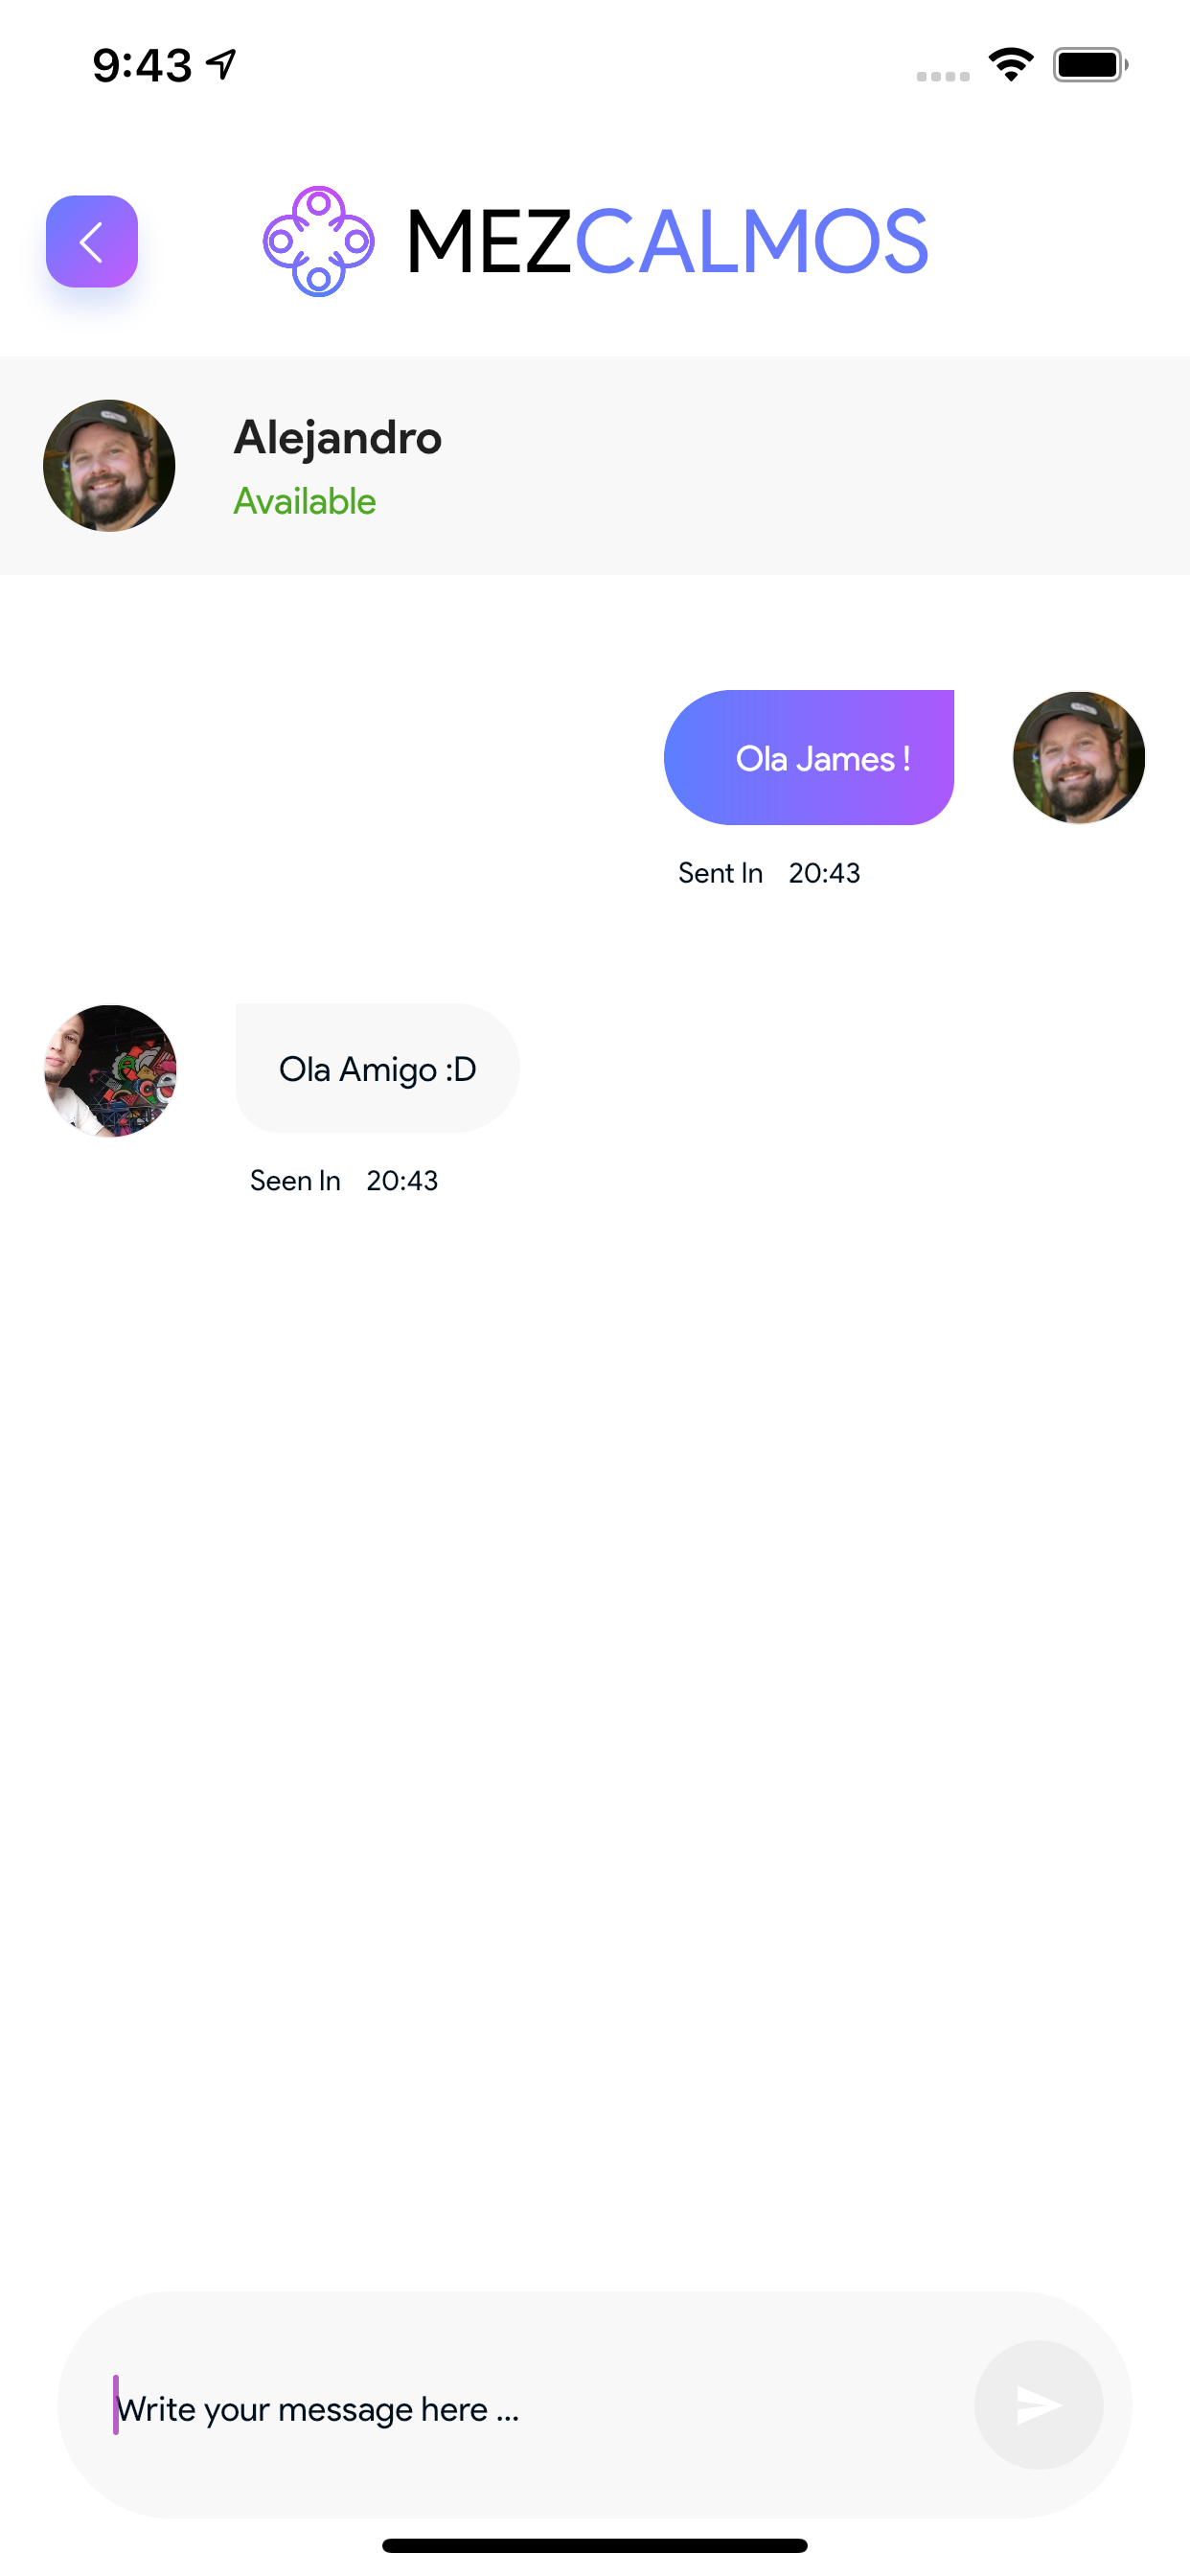 9:43
MEZCALMOS
Alejandro
Available
Ola James !
Sent In 20:43
Ola Amigo :D
Seen In 20:43
Write your message here ...